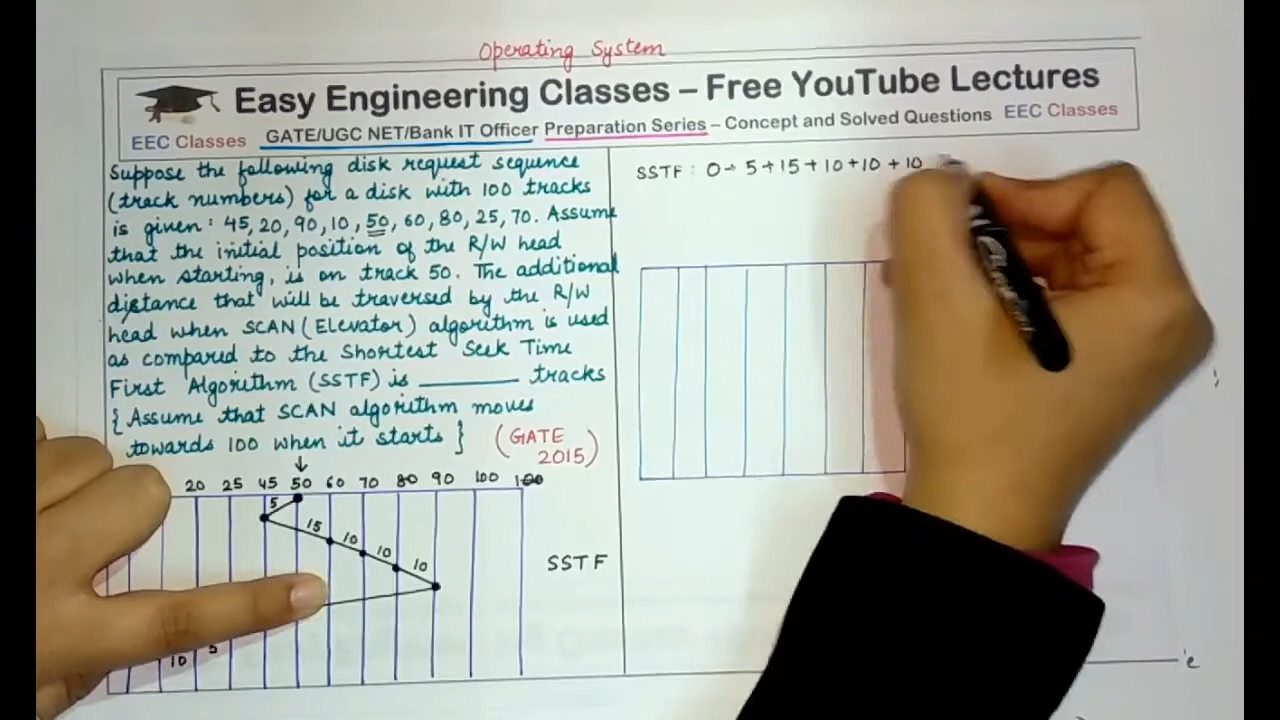 Operating System
Easy Engineering Classes – Free YouTube Lectures
EEC Classes GATE/UGC NET/Bank IT Officer Preparation Series – Concept and Solved Questions EEC Classes
Suppose the following disk request sequence
(track numbers) for a disk with 100 tracks
is given: 45, 20, 90, 10, 50, 60, 80, 25, 70. Assume
that the initial position of the R/W head
when starting, is on track 50. The additional
distance that will be traversed by the R/W
head when SCAN (Elevator) algorithm is used
as compared to the Shortest Seek Time
First Algorithm (SSTF) is ______ tracks
{Assume that SCAN algorithm moves
towards 100 when it starts} (GATE
2015)
20 25 45 50 60 70 80 90 100
5
15
10
10
10
10 5
SSTF
SSTF: 0+ 5+15+10+10+10